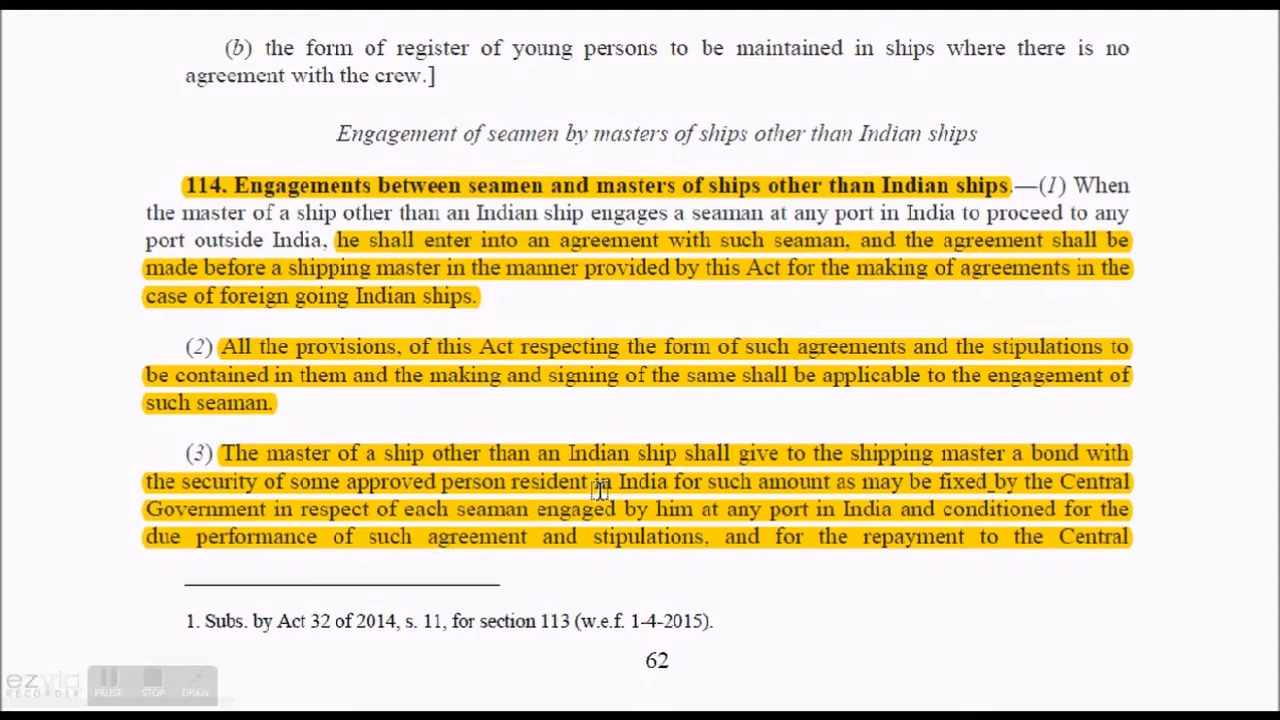 (b) the form of register of young persons to be maintained in ships where there is no
agreement with the crew.]
Engagement of seamen by masters of ships other than Indian ships
114. Engagements between seamen and masters of ships other than Indian ships.—(1) When
the master of a ship other than an Indian ship engages a seaman at any port in India to proceed to any
port outside India, he shall enter into an agreement with such seaman, and the agreement shall be
made before a shipping master in the manner provided by this Act for the making of agreements in the
case of foreign going Indian ships.
(2) All the provisions, of this Act respecting the form of such agreements and the stipulations to
be contained in them and the making and signing of the same shall be applicable to the engagement of
such seaman.
(3) The master of a ship other than an Indian ship shall give to the shipping master a bond with
the security of some approved person resident in India for such amount as may be fixed by the Central
Government in respect of each seaman engaged by him at any port in India and conditioned for the
due performance of such agreement and stipulations, and for the repayment to the Central
1. Subs. by Act 32 of 2014, s. 11, for section 113 (w.e.f. 1-4-2015).
62
ezvid
RECORDER
PAUSE STOP DRAW